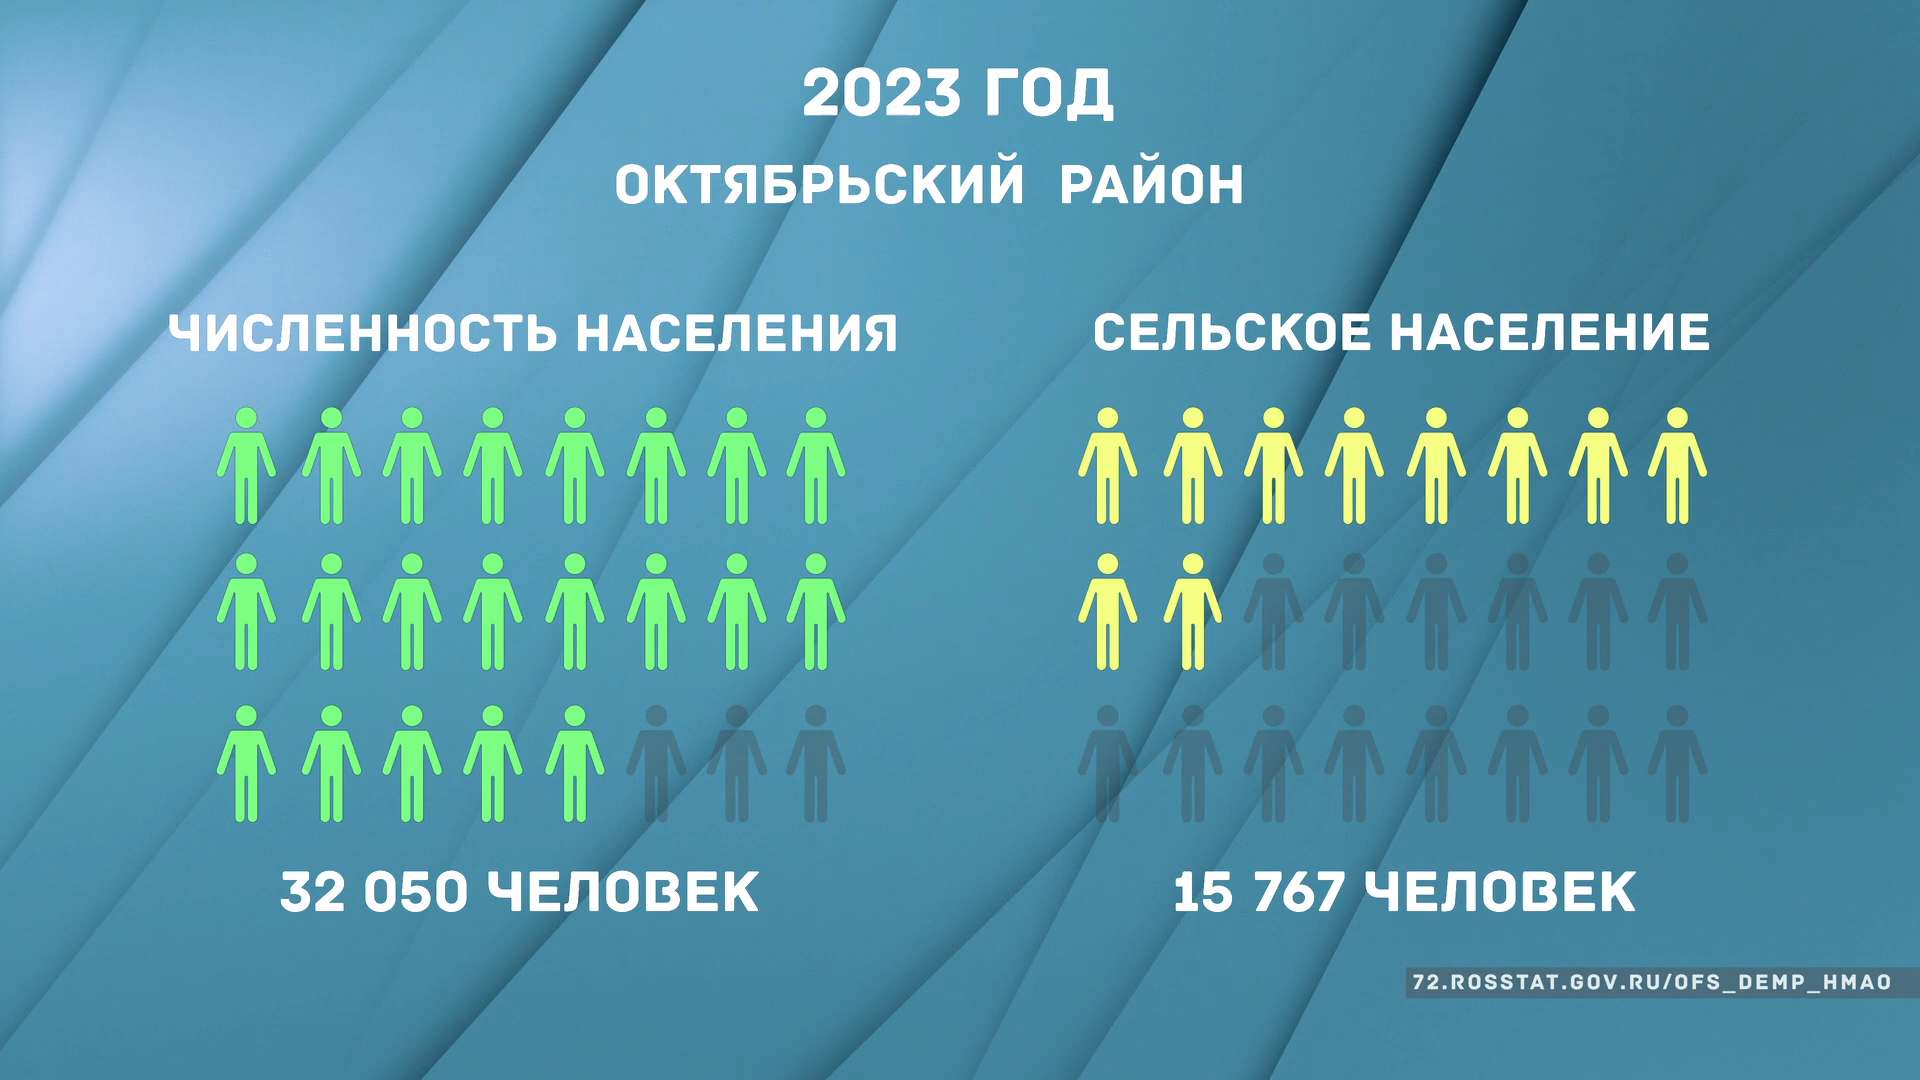 2023 ГОД
ОКТЯБРЬСКИЙ РАЙОН
ЧИСЛЕННОСТЬ НАСЕЛЕНИЯ
32 050 ЧЕЛОВЕК
СЕЛЬСКОЕ НАСЕЛЕНИЕ
15 767 ЧЕЛОВЕК
72.ROSSTAT.GOV.RU/OFS_DEMP_HMAO